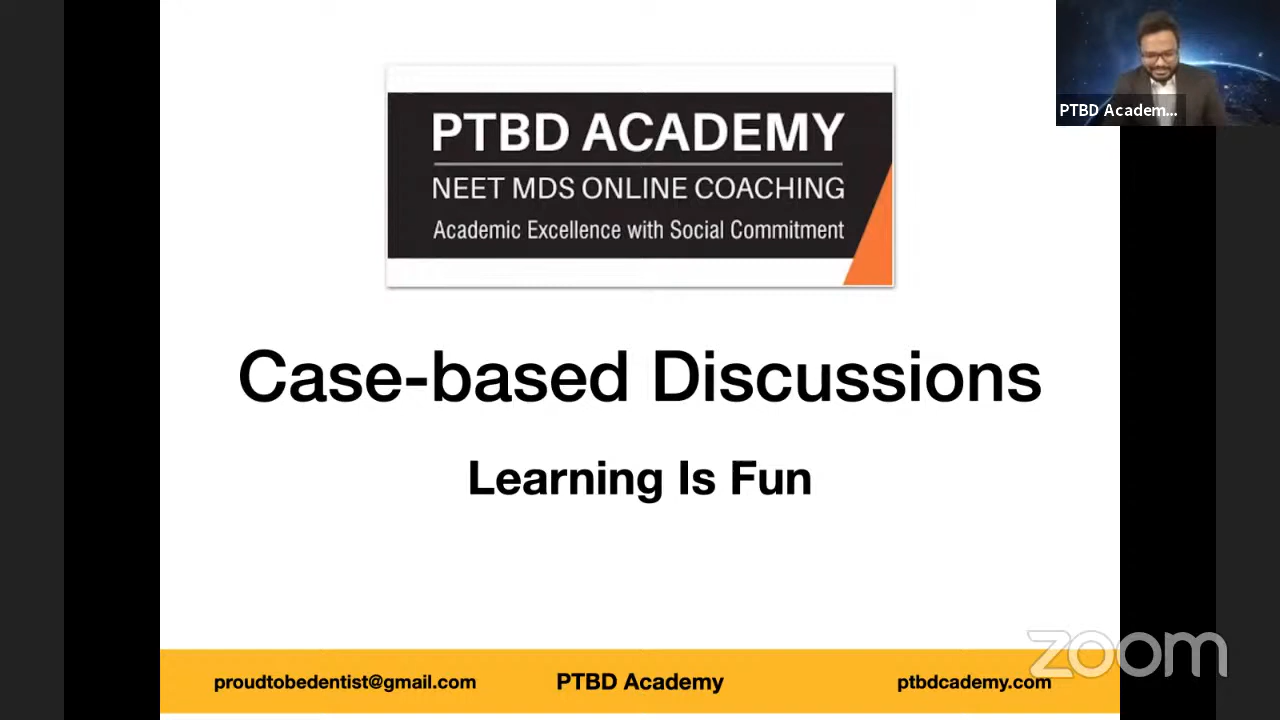 PTBD ACADEMY
NEET MDS ONLINE COACHING
Academic Excellence with Social Commitment
PTBD Academ...
Case-based Discussions
Learning Is Fun
zoom
proudtobedentist@gmail.com
PTBD Academy
ptbdcademy.com